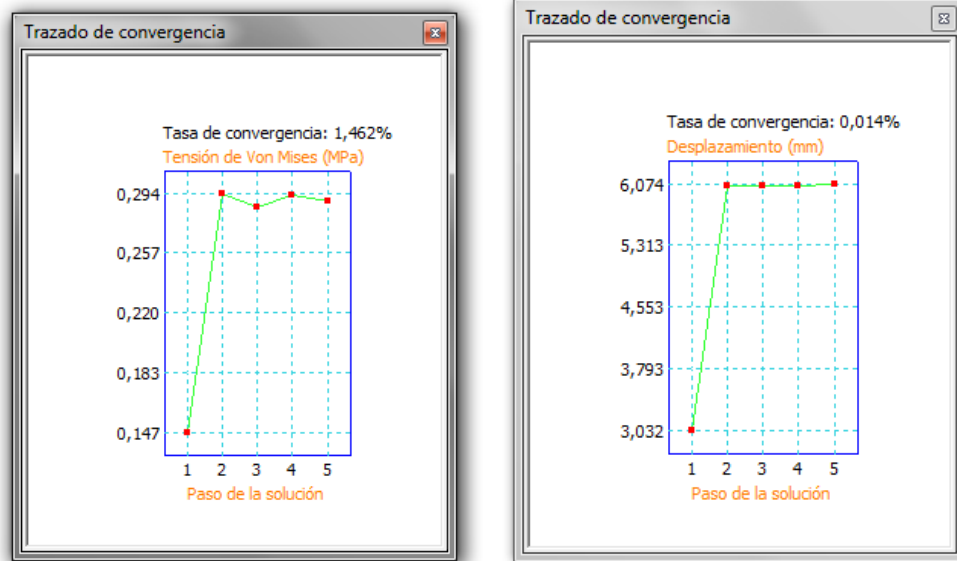 Trazado de convergencia
Tasa de convergencia: 1,462%
Tensión de Von Mises (MPa)
0,294
0,257
0,220
0,183
0,147
1 2 3 4 5
Paso de la solución
Trazado de convergencia
Tasa de convergencia: 0,014%
Desplazamiento (mm)
6,074
5,313
4,553
3,793
3,032
1 2 3 4 5
Paso de la solución